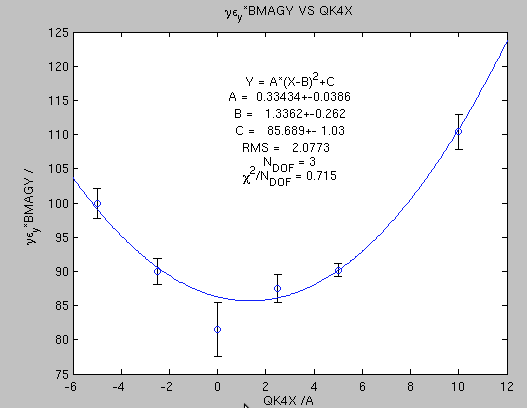 γϵy*BMAGY VS QK4X
125
120
115
110
105
100
95
90
85
80
75
γϵy*BMAGY /
Y = A*(X-B)^2+C
A = 0.33434+-0.0386
B = 1.3362+-0.262
C = 85.689+- 1.03
RMS = 2.0773
N_DOF = 3
χ^2/N_DOF = 0.715
-6 -4 -2 0 2 4 6 8 10 12
QK4X /A